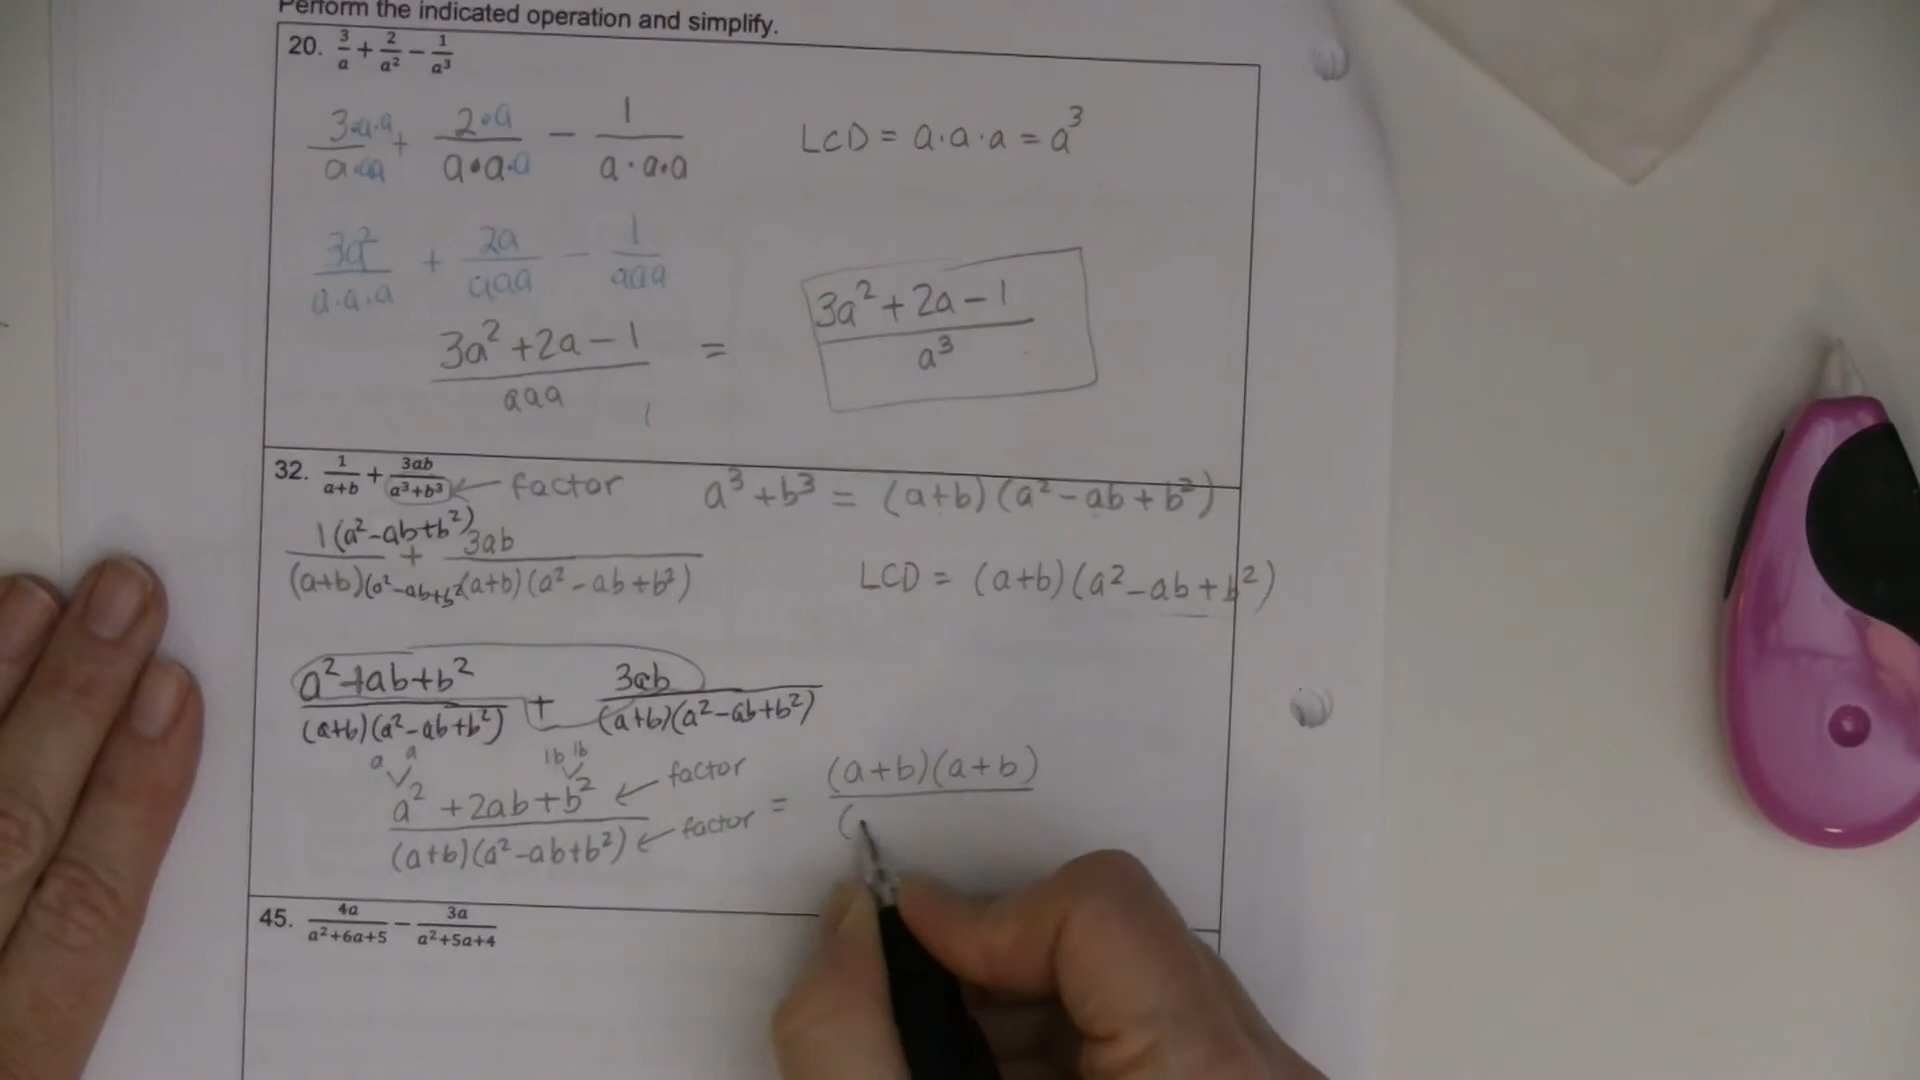 Perform the indicated operation and simplify.
20. 3/a + 2/a² − 1/a³
3·a·a/a·aa + 2·a/a·a·a − 1/a·a·a
LCD = a·a·a = a³
3a²/a·a·a + 2a/aaa − 1/aaa
3a²+2a−1/aaa = 3a²+2a−1/a³
32. 1/a+b + 3ab/a³+b³ ← factor a³+b³ = (a+b)(a²−ab+b²)
1(a²−ab+b²)/(a+b)(a²−ab+b²) + 3ab/(a+b)(a²−ab+b²)
LCD = (a+b)(a²−ab+b²)
a²−1ab+b²/(a+b)(a²−ab+b²) + 3ab/(a+b)(a²−ab+b²)
a a 1b 1b
a²+2ab+b² ← factor
(a+b)(a²−ab+b²) ← factor
= (a+b)(a+b)/(
45. 4a/a²+6a+5 − 3a/a²+5a+4